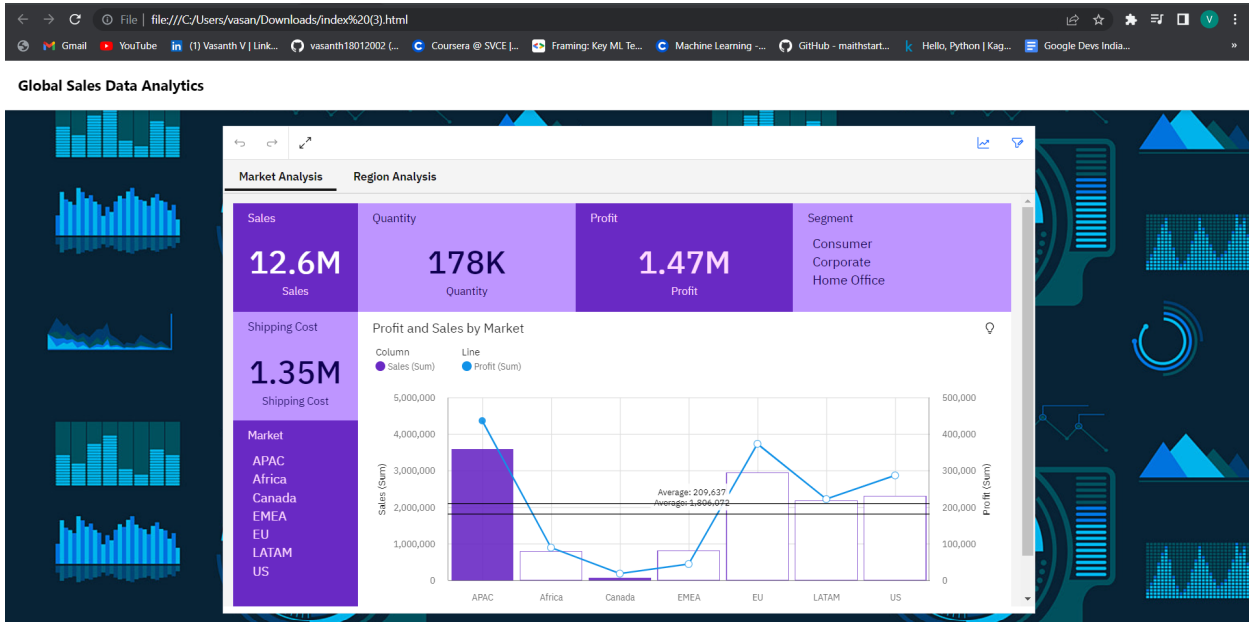 File | file:///C:/Users/vasan/Downloads/index%20(3).html
V
Gmail YouTube (1) Vasanth V | Link... vasanth18012002 (... Coursera @ SVCE |... Framing: Key ML Te... Machine Learning -... GitHub - maithstart... Hello, Python | Kag... Google Devs India... »
Global Sales Data Analytics
Market Analysis Region Analysis
Sales
12.6M
Sales
Quantity
178K
Quantity
Profit
1.47M
Profit
Segment
Consumer
Corporate
Home Office
Shipping Cost
1.35M
Shipping Cost
Market
APAC
Africa
Canada
EMEA
EU
LATAM
US
Profit and Sales by Market
Column Line
Sales (Sum) Profit (Sum)
5,000,000 500,000
4,000,000 400,000
3,000,000 300,000
2,000,000 200,000
1,000,000 100,000
0 0
Sales (Sum)
Profit (Sum)
Average: 209,637
Average: 1,806,072
APAC Africa Canada EMEA EU LATAM US